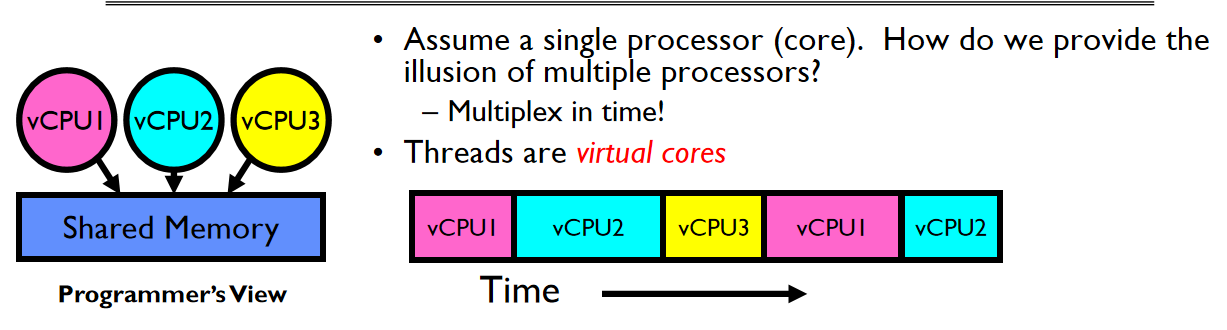 • Assume a single processor (core). How do we provide the
illusion of multiple processors?
– Multiplex in time!
• Threads are virtual cores
vCPU1 vCPU2 vCPU3
Shared Memory
Programmer's View
vCPU1 vCPU2 vCPU3 vCPU1 vCPU2
Time